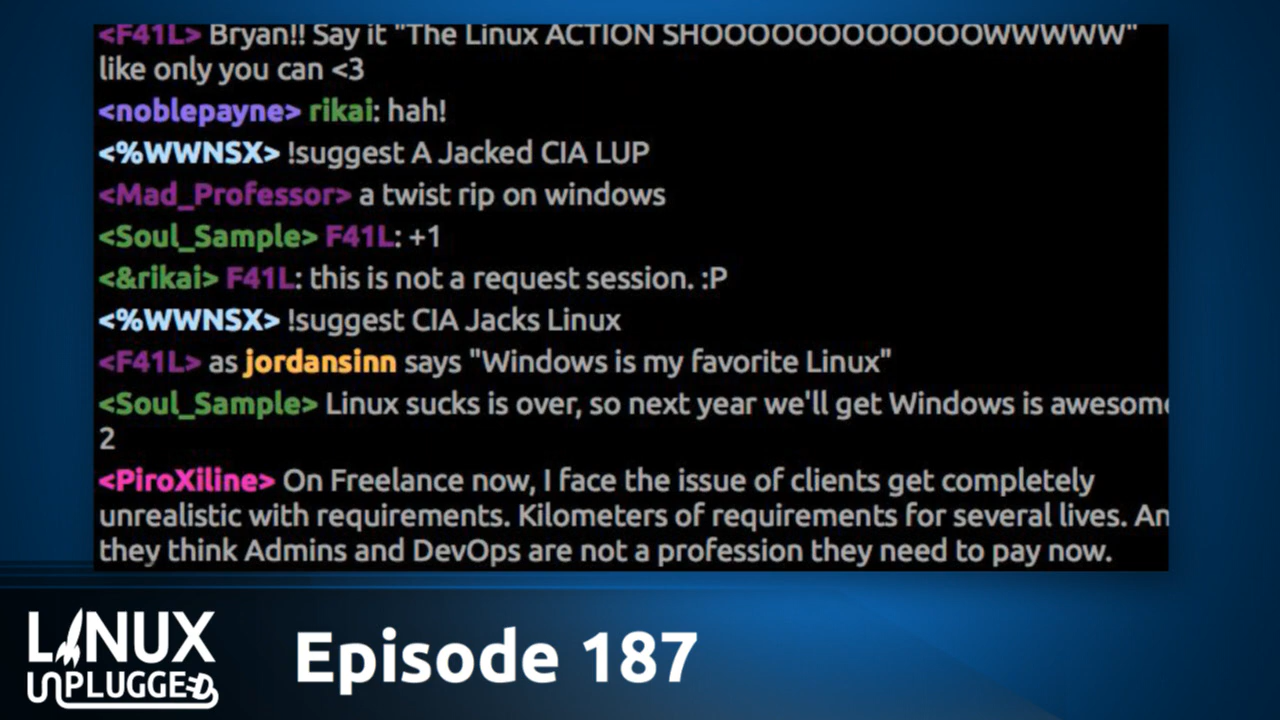 <F41L> Bryan!! Say it "The Linux ACTION SHOOOOOOOOOOOOOWWWWW"
like only you can <3
<noblepayne> rikai: hah!
<%WWNSX> !suggest A Jacked CIA LUP
<Mad_Professor> a twist rip on windows
<Soul_Sample> F41L: +1
<&rikai> F41L: this is not a request session. :P
<%WWNSX> !suggest CIA Jacks Linux
<F41L> as jordansinn says "Windows is my favorite Linux"
<Soul_Sample> Linux sucks is over, so next year we'll get Windows is awesome
2
<PiroXiline> On Freelance now, I face the issue of clients get completely
unrealistic with requirements. Kilometers of requirements for several lives. An
they think Admins and DevOps are not a profession they need to pay now.
LINUX
UNPLUGGED
Episode 187